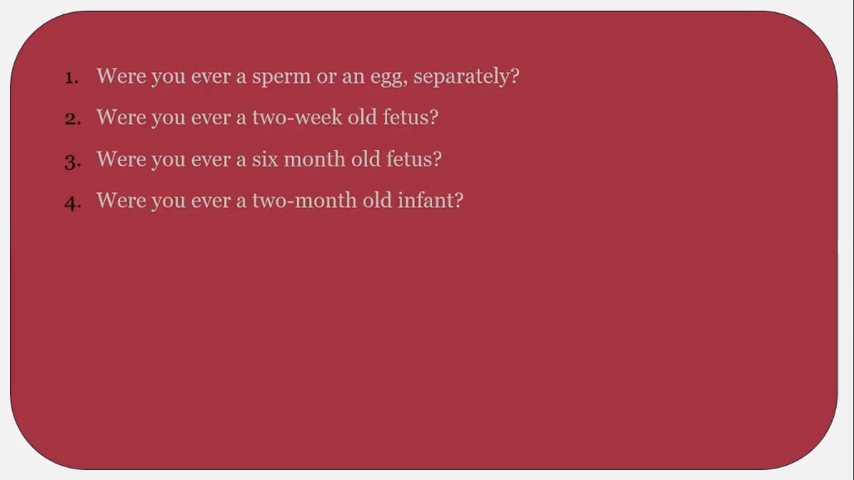 1. Were you ever a sperm or an egg, separately?
2. Were you ever a two-week old fetus?
3. Were you ever a six month old fetus?
4. Were you ever a two-month old infant?